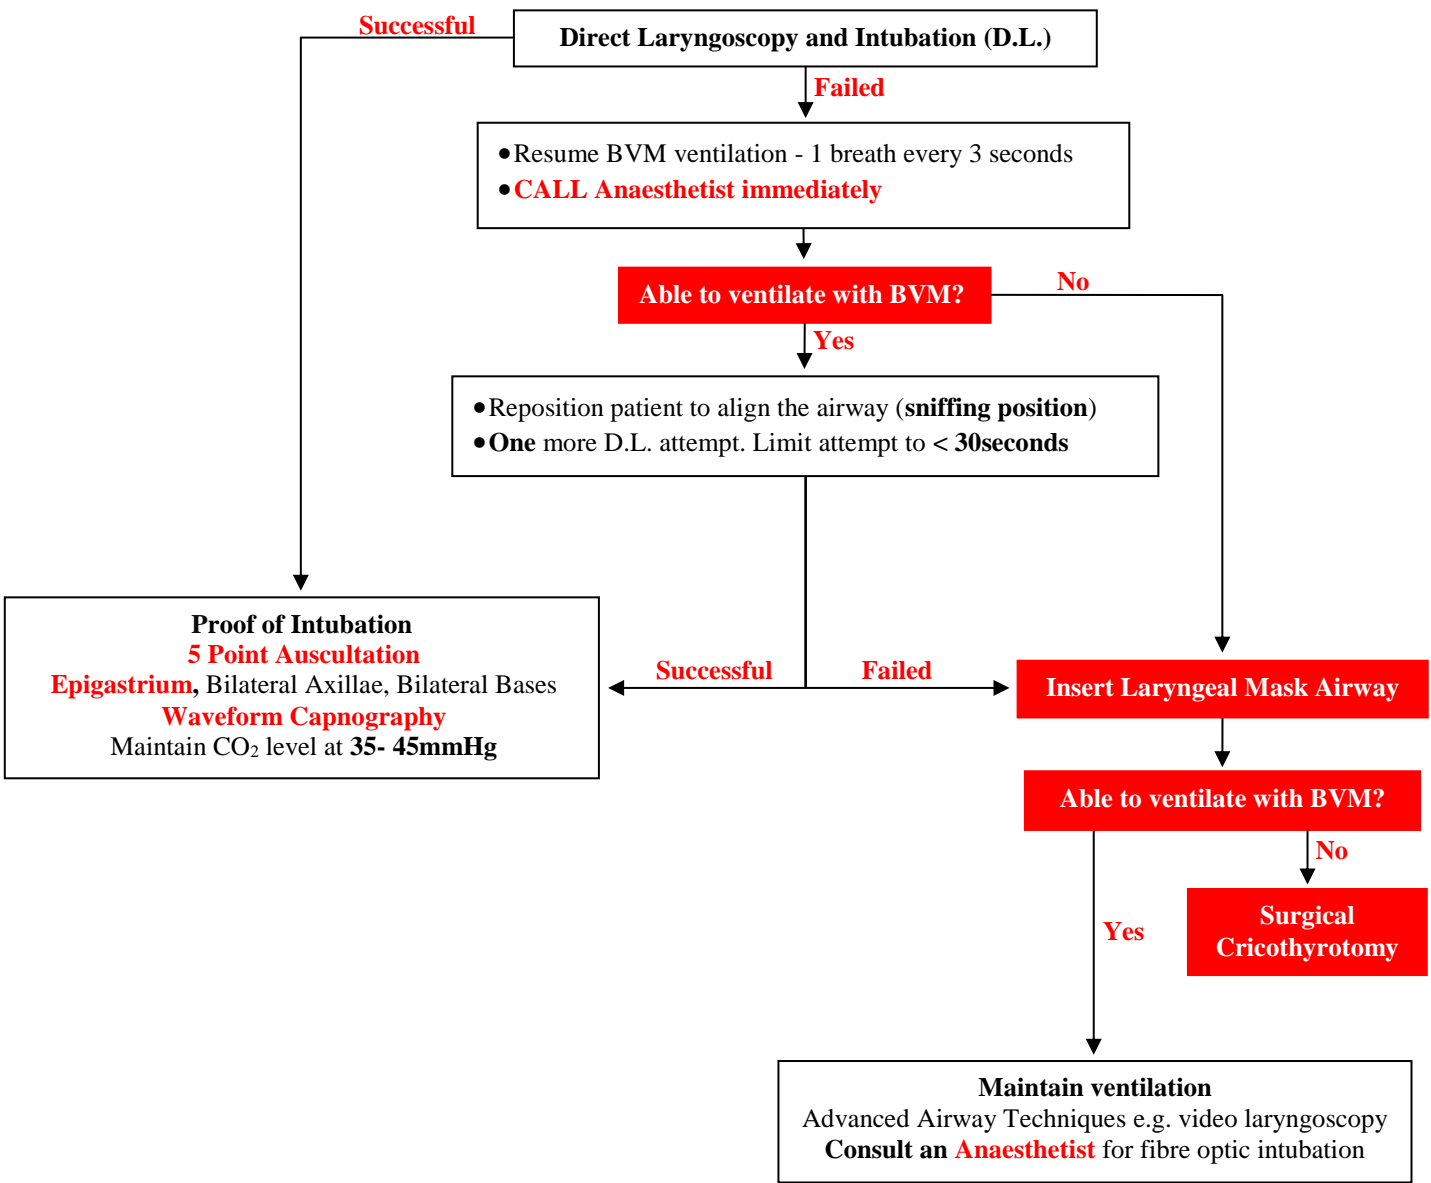 Successful
Direct Laryngoscopy and Intubation (D.L.)
Failed
•Resume BVM ventilation - 1 breath every 3 seconds
•CALL Anaesthetist immediately
Able to ventilate with BVM?
No
Yes
•Reposition patient to align the airway (sniffing position)
•One more D.L. attempt. Limit attempt to < 30seconds
Proof of Intubation
5 Point Auscultation
Epigastrium, Bilateral Axillae, Bilateral Bases
Waveform Capnography
Maintain CO₂ level at 35- 45mmHg
Successful
Failed
Insert Laryngeal Mask Airway
Able to ventilate with BVM?
No
Yes
Surgical
Cricothyrotomy
Maintain ventilation
Advanced Airway Techniques e.g. video laryngoscopy
Consult an Anaesthetist for fibre optic intubation